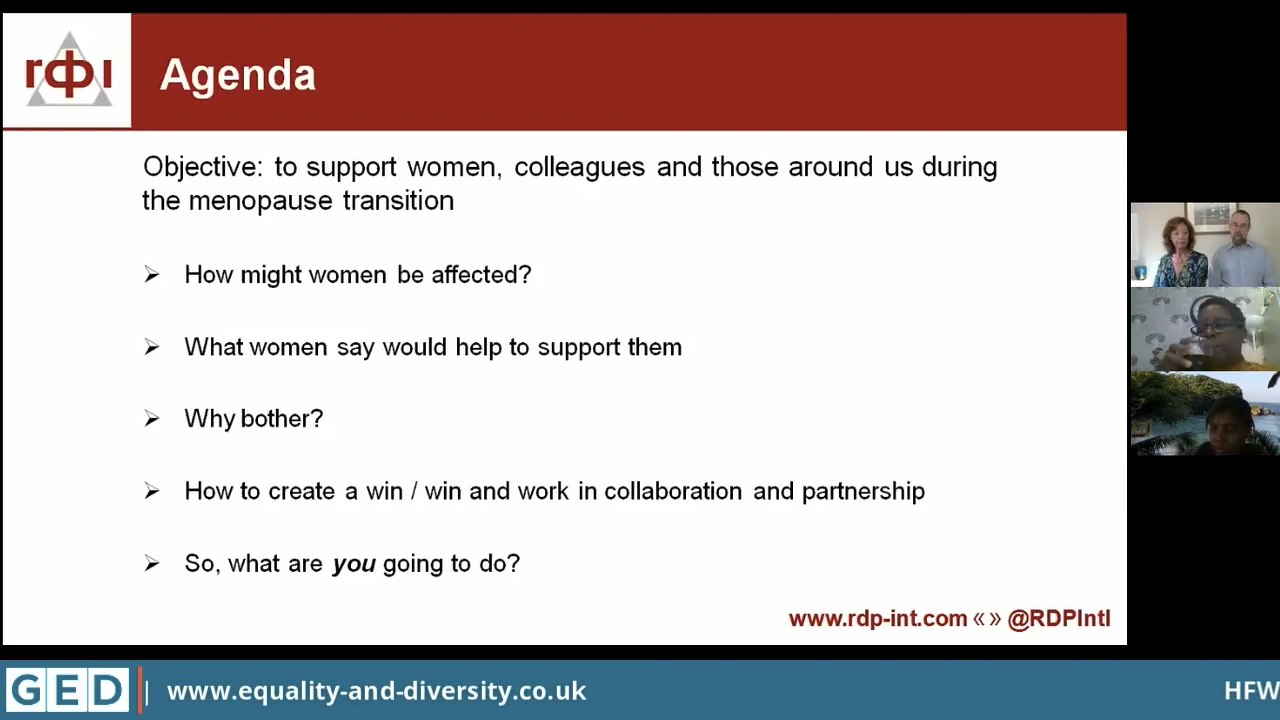 rфı
Agenda
Objective: to support women, colleagues and those around us during
the menopause transition
➢ How might women be affected?
➢ What women say would help to support them
➢ Why bother?
➢ How to create a win / win and work in collaboration and partnership
➢ So, what are you going to do?
www.rdp-int.com «» @RDPIntl
GED | www.equality-and-diversity.co.uk
HFW